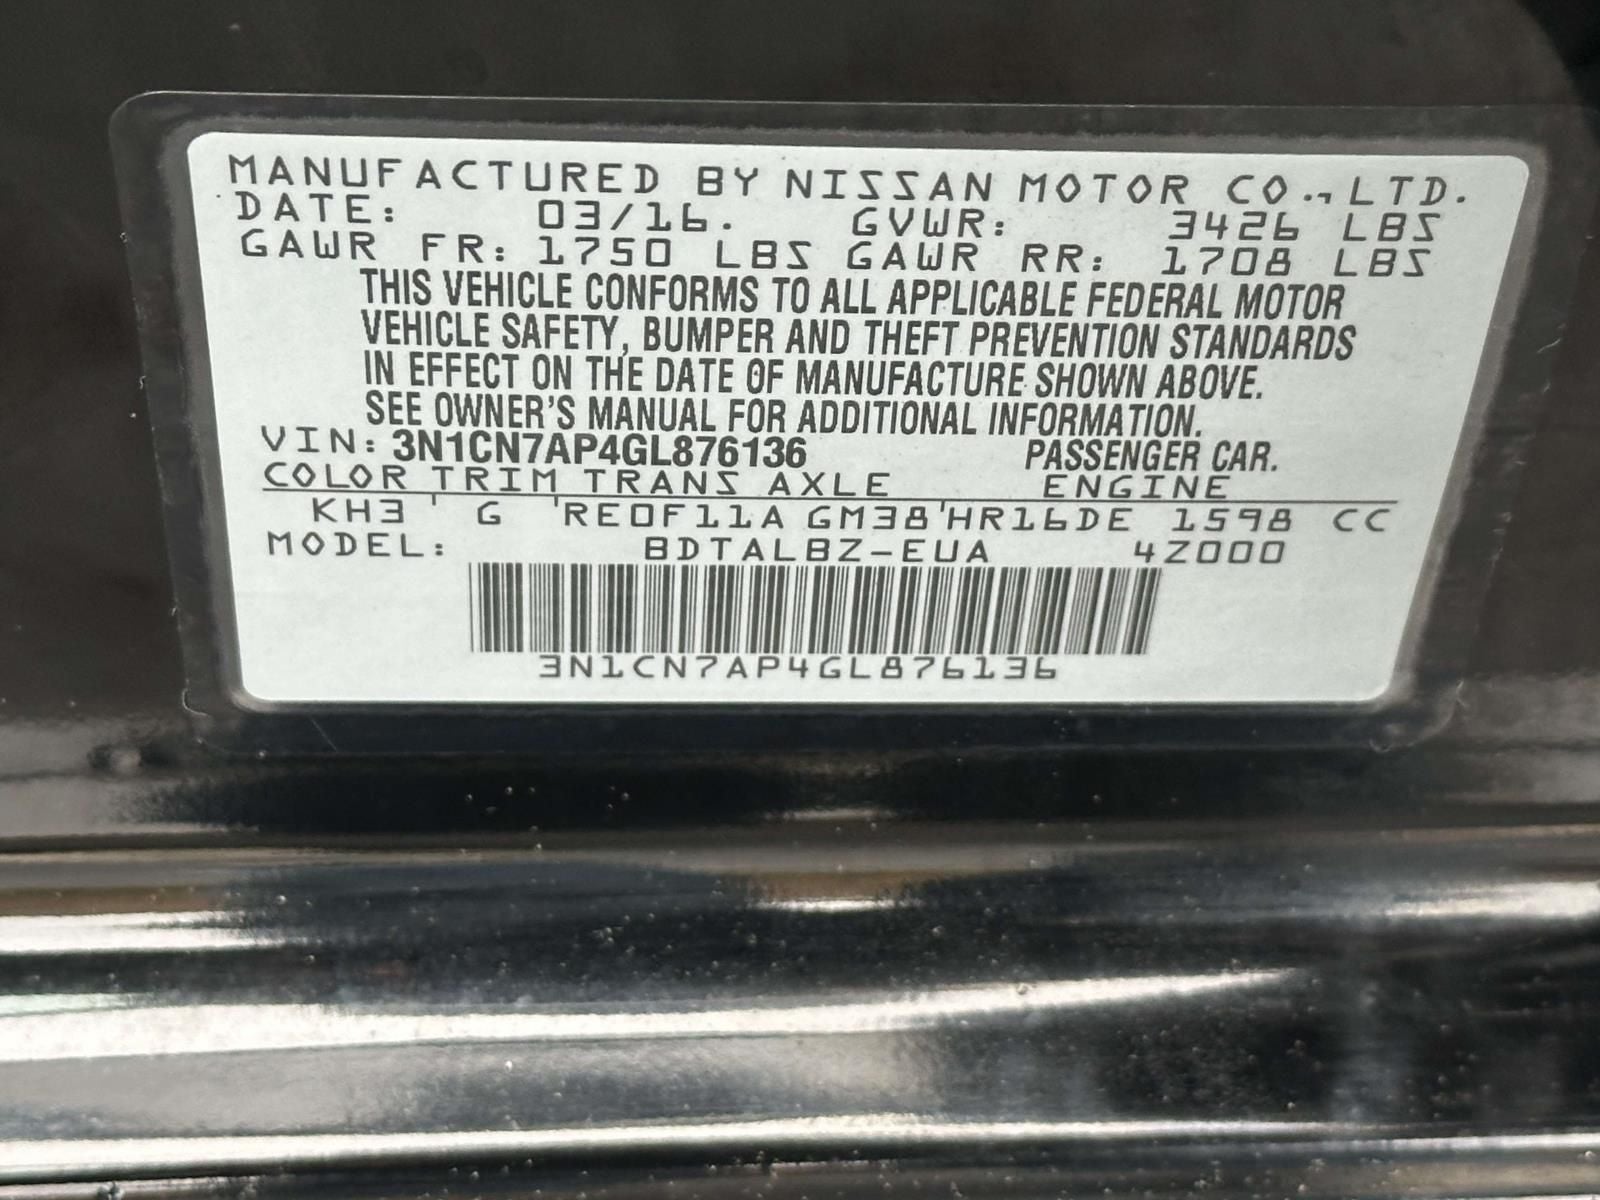 MANUFACTURED BY NISSAN MOTOR CO., LTD.
DATE: 03/16. GVWR: 3426 LBS
GAWR FR: 1750 LBS GAWR RR: 1708 LBS
THIS VEHICLE CONFORMS TO ALL APPLICABLE FEDERAL MOTOR
VEHICLE SAFETY, BUMPER AND THEFT PREVENTION STANDARDS
IN EFFECT ON THE DATE OF MANUFACTURE SHOWN ABOVE.
SEE OWNER'S MANUAL FOR ADDITIONAL INFORMATION.
VIN: 3N1CN7AP4GL876136 PASSENGER CAR.
COLOR TRIM TRANS AXLE ENGINE
KH3 ' G 'RE0F11A GM38'HR16DE 1598 CC
MODEL: BDTALBZ-EUA 4Z000
3N1CN7AP4GL876136